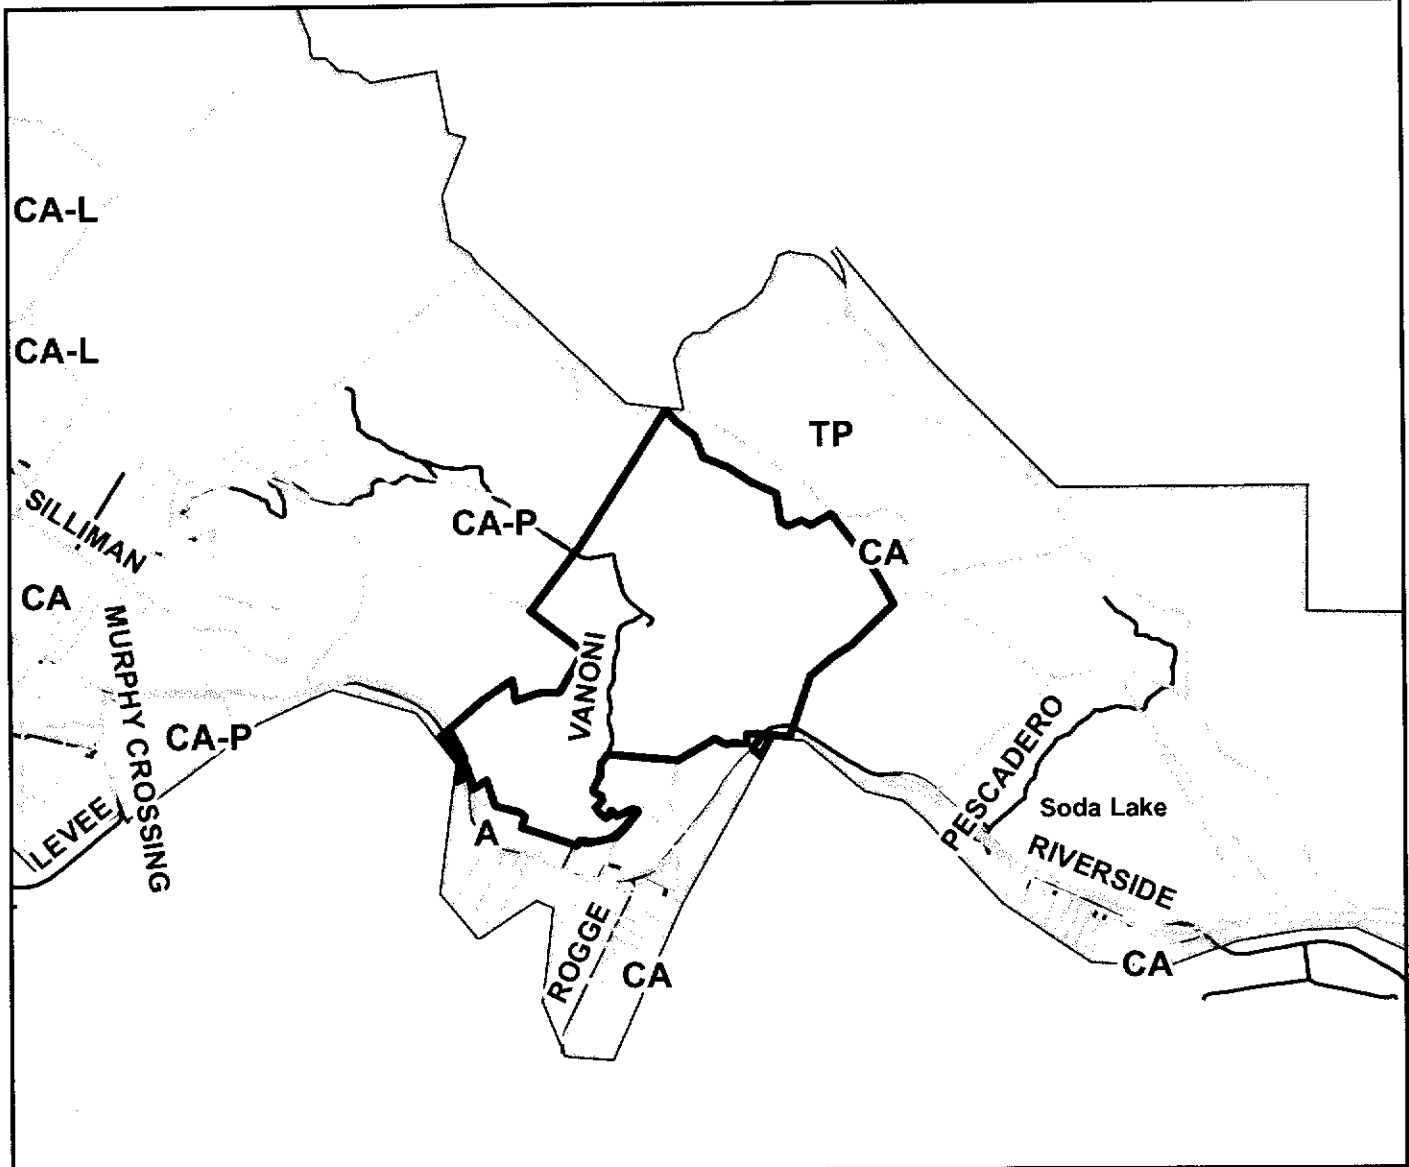 CA-L
CA-L
TP
SILLIMAN
CA-P
CA
CA
MURPHY CROSSING
VANONI
CA-P
PESCADERO
LEVEE
Soda Lake
A
RIVERSIDE
ROGGE
CA
CA